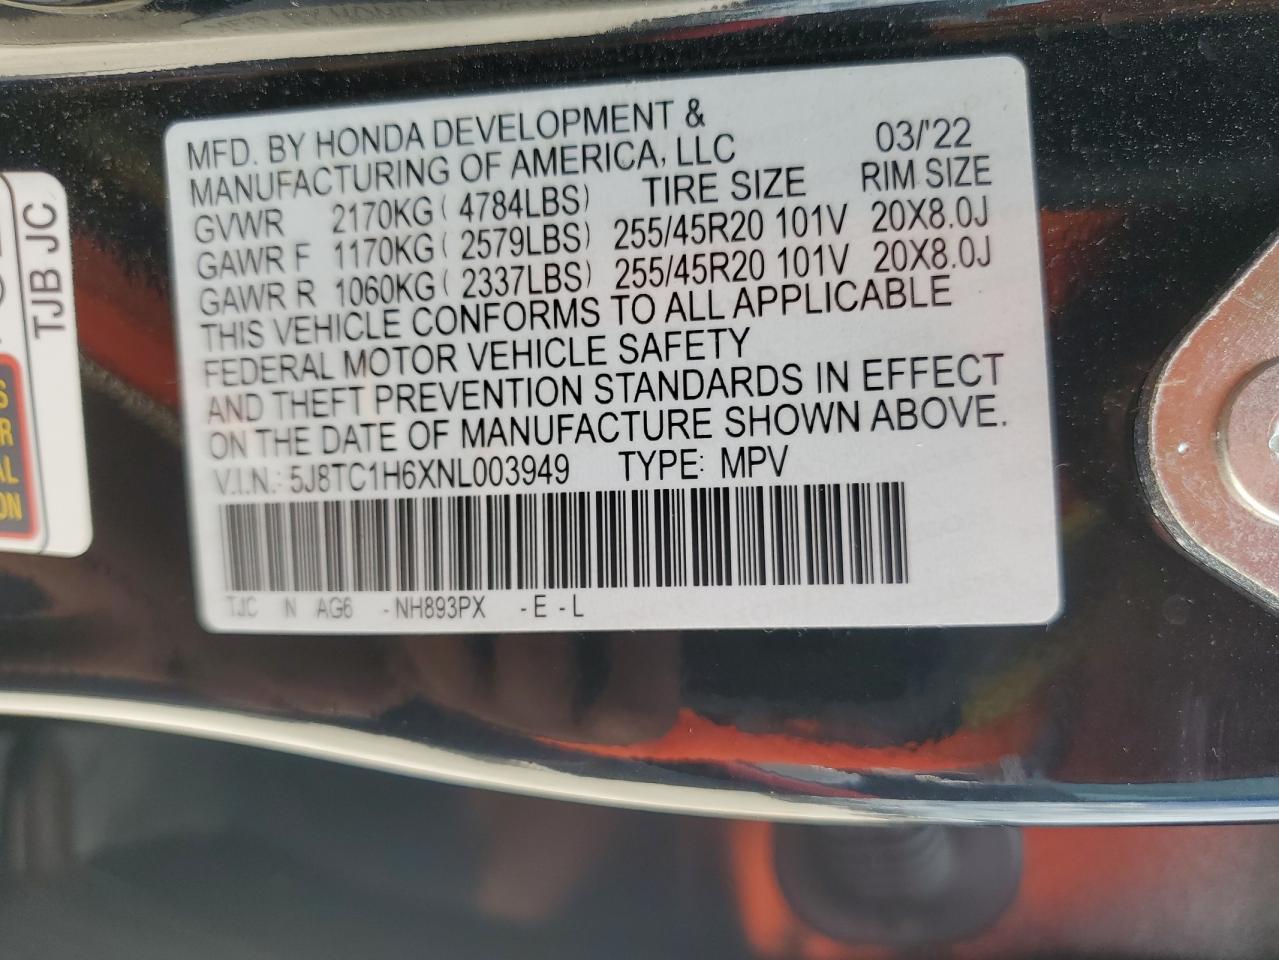 MFD. BY HONDA DEVELOPMENT &
MANUFACTURING OF AMERICA, LLC 03/'22
GVWR 2170KG ( 4784LBS) TIRE SIZE RIM SIZE
GAWR F 1170KG ( 2579LBS) 255/45R20 101V 20X8.0J
GAWR R 1060KG ( 2337LBS) 255/45R20 101V 20X8.0J
THIS VEHICLE CONFORMS TO ALL APPLICABLE
FEDERAL MOTOR VEHICLE SAFETY
AND THEFT PREVENTION STANDARDS IN EFFECT
ON THE DATE OF MANUFACTURE SHOWN ABOVE.
V.I.N.: 5J8TC1H6XNL003949 TYPE: MPV
TJC N AG6 -NH893PX -E-L
TJB JC